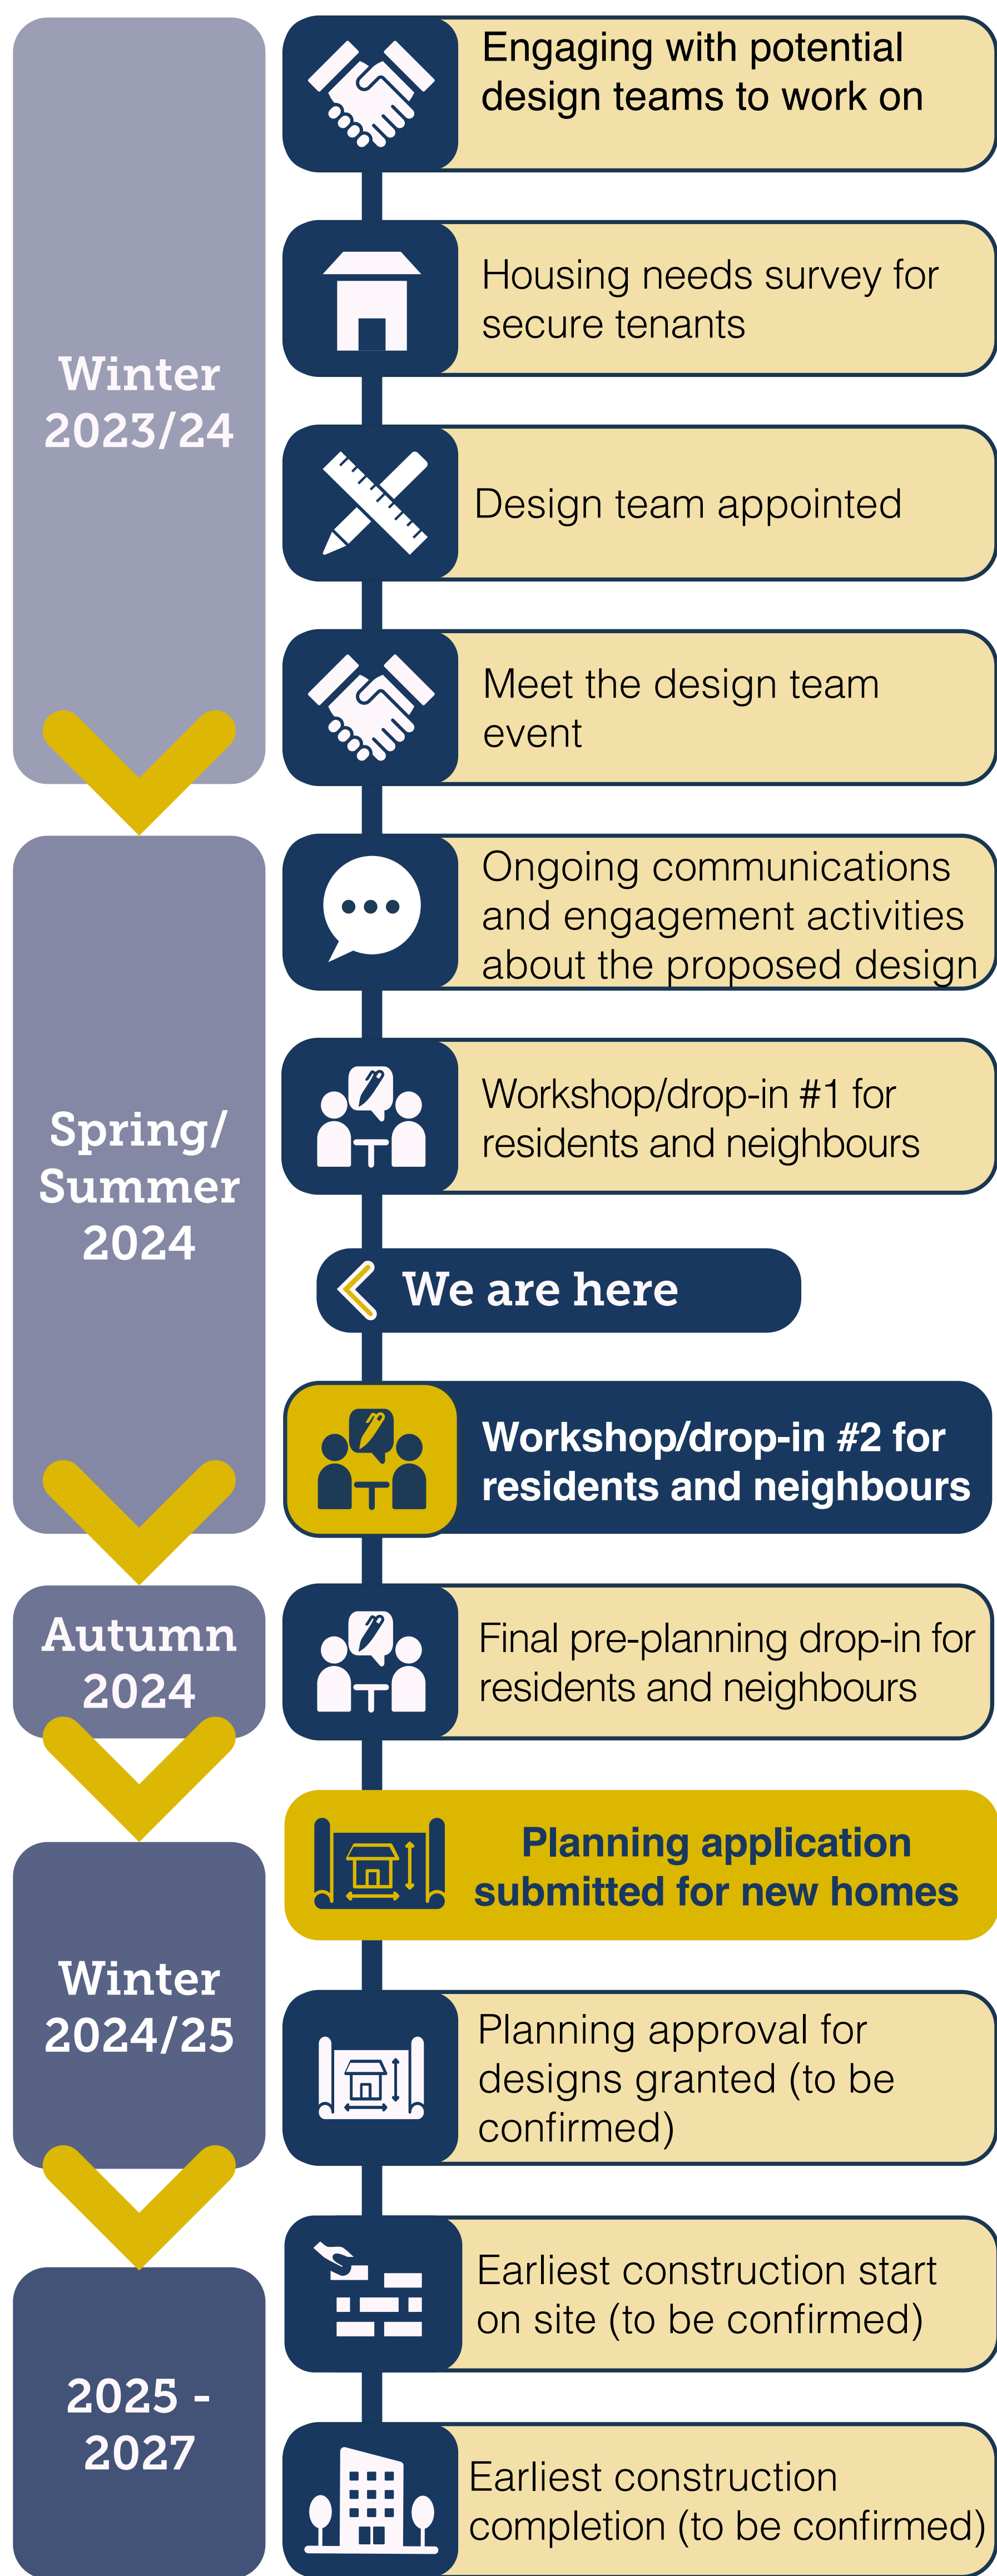 Winter
2023/24
Engaging with potential
design teams to work on
Housing needs survey for
secure tenants
Design team appointed
Meet the design team
event
Spring/
Summer
2024
Ongoing communications
and engagement activities
about the proposed design
Workshop/drop-in #1 for
residents and neighbours
We are here
Workshop/drop-in #2 for
residents and neighbours
Autumn
2024
Final pre-planning drop-in for
residents and neighbours
Winter
2024/25
Planning application
submitted for new homes
Planning approval for
designs granted (to be
confirmed)
2025 -
2027
Earliest construction start
on site (to be confirmed)
Earliest construction
completion (to be confirmed)